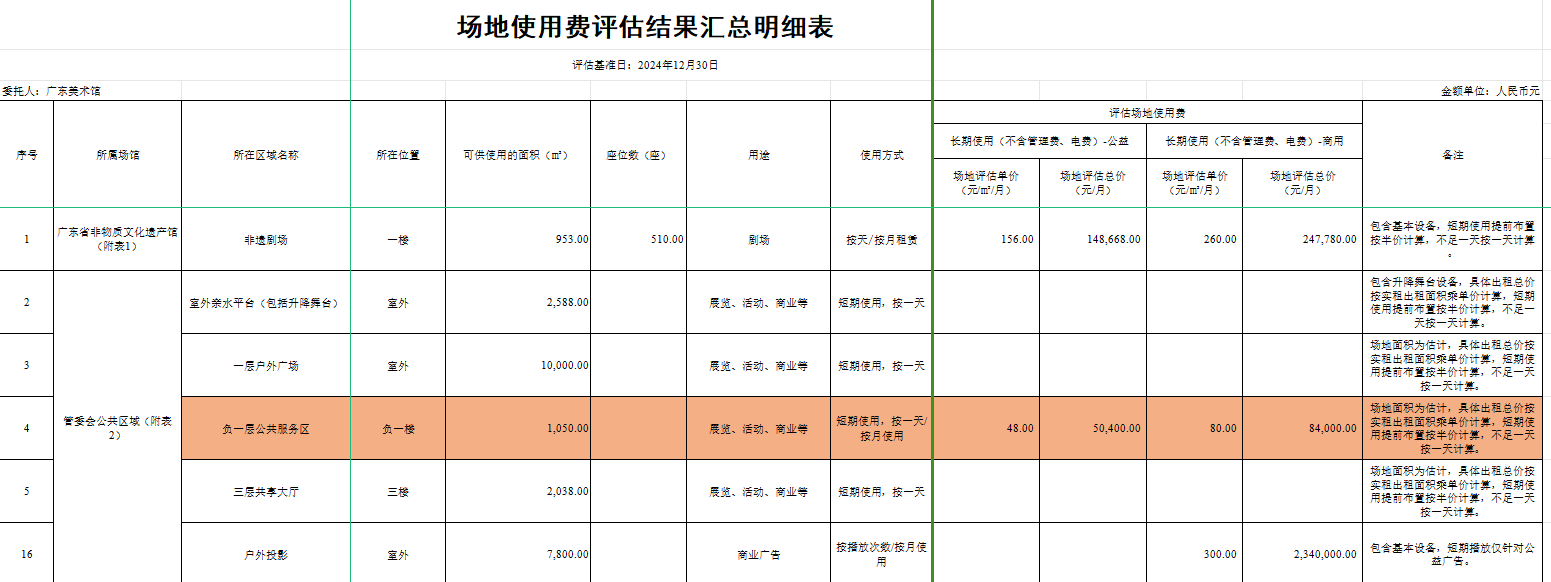 场地使用费评估结果汇总明细表
评估基准日：2024年12月30日
委托人：广东美术馆
金额单位：人民币元
序号
所属场馆
所在区域名称
所在位置
可供使用的面积（㎡）
座位数（座）
用途
使用方式
评估场地使用费
备注
长期使用（不含管理费、电费）-公益
长期使用（不含管理费、电费）-商用
场地评估单价
（元/㎡/月）
场地评估总价
（元/月）
场地评估单价
（元/㎡/月）
场地评估总价
（元/月）
1
广东省非物质文化遗产馆
（附表1）
非遗剧场
一楼
953.00
510.00
剧场
按天/按月租赁
156.00
148,668.00
260.00
247,780.00
包含基本设备，短期使用提前布置
按半价计算，不足一天按一天计算
。
2
管委会公共区域（附表
2）
室外亲水平台（包括升降舞台）
室外
2,588.00
展览、活动、商业等
短期使用，按一天
包含升降舞台设备，具体出租总价
按实租出租面积乘单价计算，短期
使用提前布置按半价计算，不足一
天按一天计算。
3
一层户外广场
室外
10,000.00
展览、活动、商业等
短期使用，按一天
场地面积为估计，具体出租总价按
实租出租面积乘单价计算，短期使
用提前布置按半价计算，不足一天
按一天计算。
4
负一层公共服务区
负一楼
1,050.00
展览、活动、商业等
短期使用，按一天/
按月使用
48.00
50,400.00
80.00
84,000.00
场地面积为估计，具体出租总价按
实租出租面积乘单价计算，短期使
用提前布置按半价计算，不足一天
按一天计算。
5
三层共享大厅
三楼
2,038.00
展览、活动、商业等
短期使用，按一天
场地面积为估计，具体出租总价按
实租出租面积乘单价计算，短期使
用提前布置按半价计算，不足一天
按一天计算。
16
户外投影
室外
7,800.00
商业广告
按播放次数/按月使
用
300.00
2,340,000.00
包含基本设备，短期播放仅针对公
益广告。